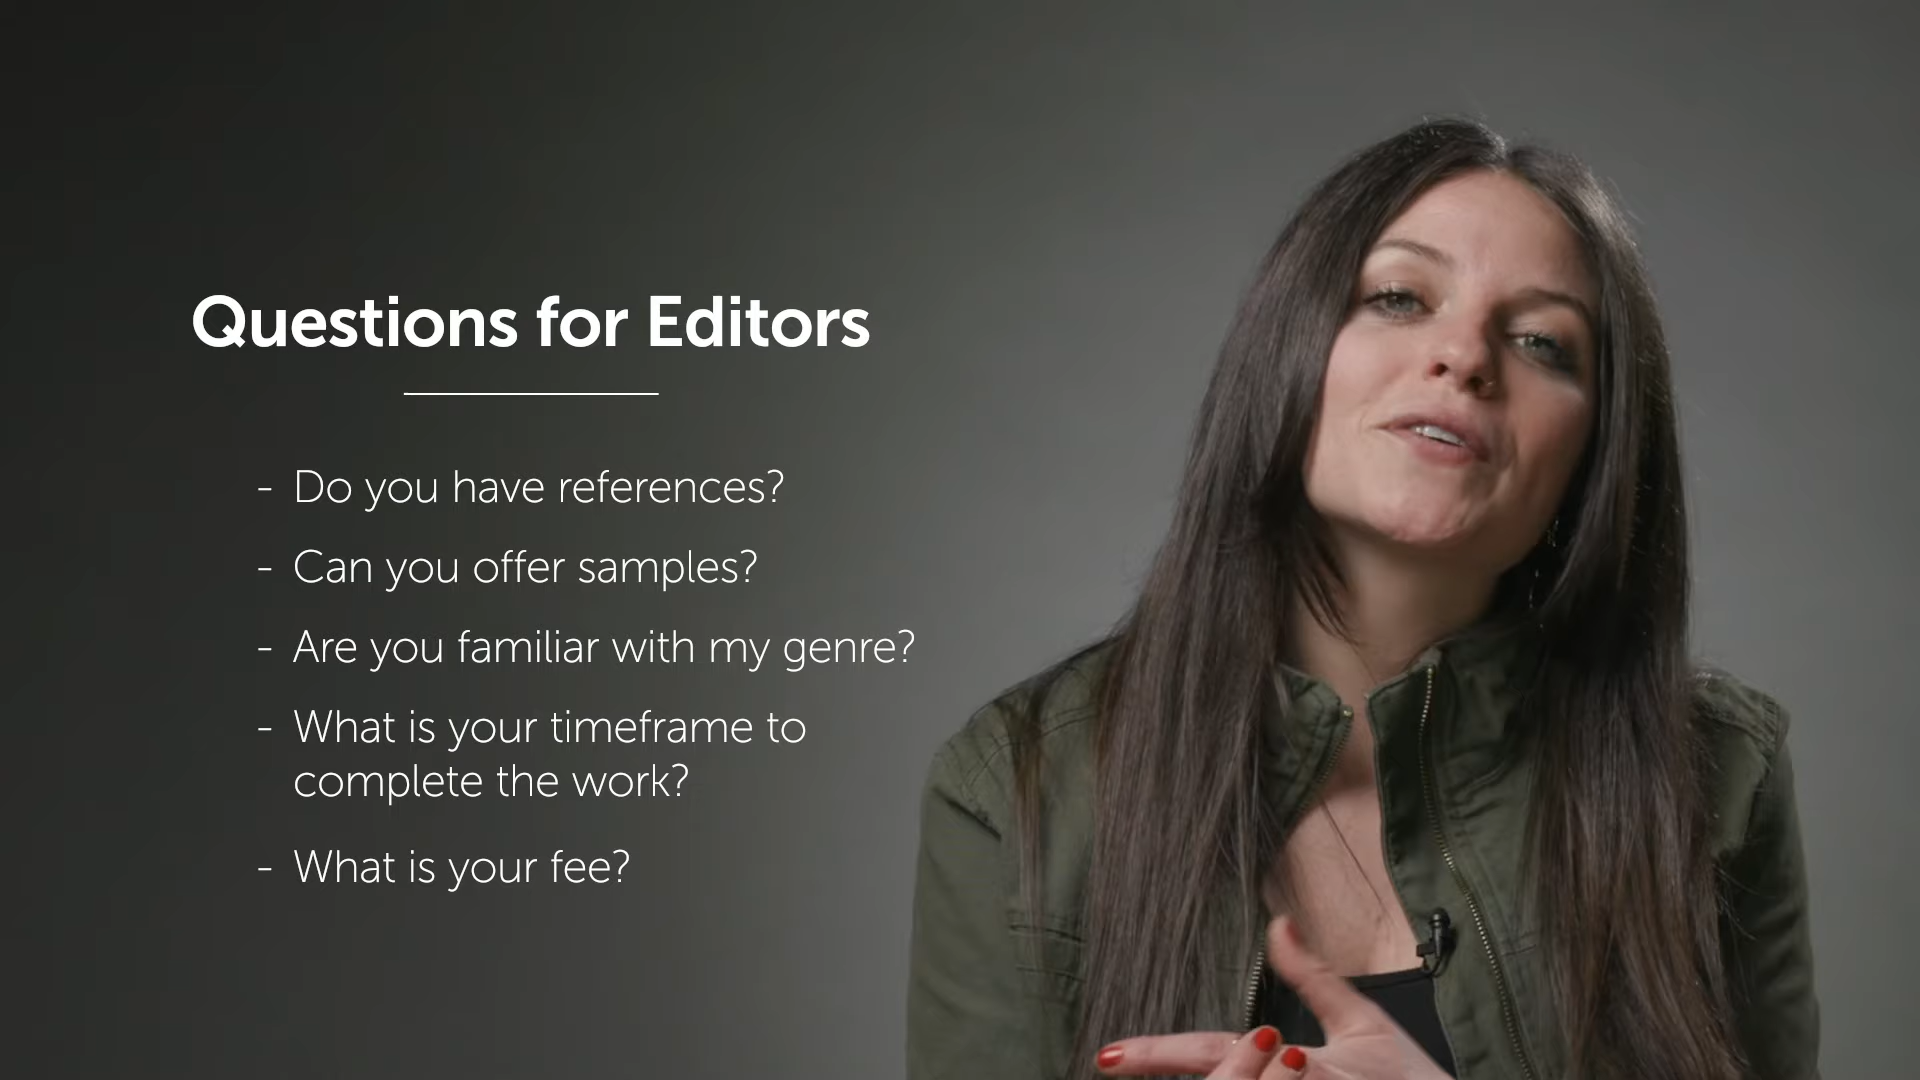 Questions for Editors
- Do you have references?
- Can you offer samples?
- Are you familiar with my genre?
- What is your timeframe to
complete the work?
- What is your fee?